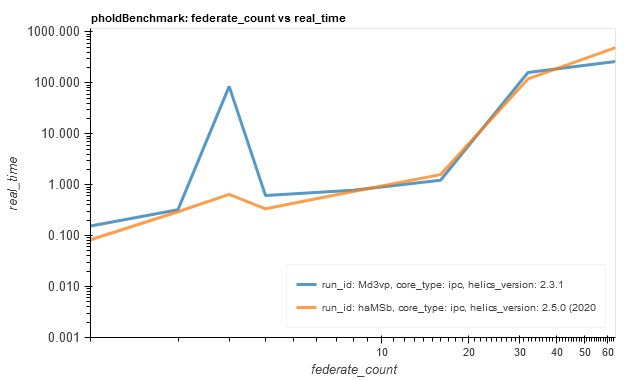 pholdBenchmark: federate_count vs real_time
1000.000
100.000
10.000
1.000
0.100
0.010
0.001
real_time
run_id: Md3vp, core_type: ipc, helics_version: 2.3.1
run_id: haMSb, core_type: ipc, helics_version: 2.5.0 (2020
10 20 30 40 50 60
federate_count